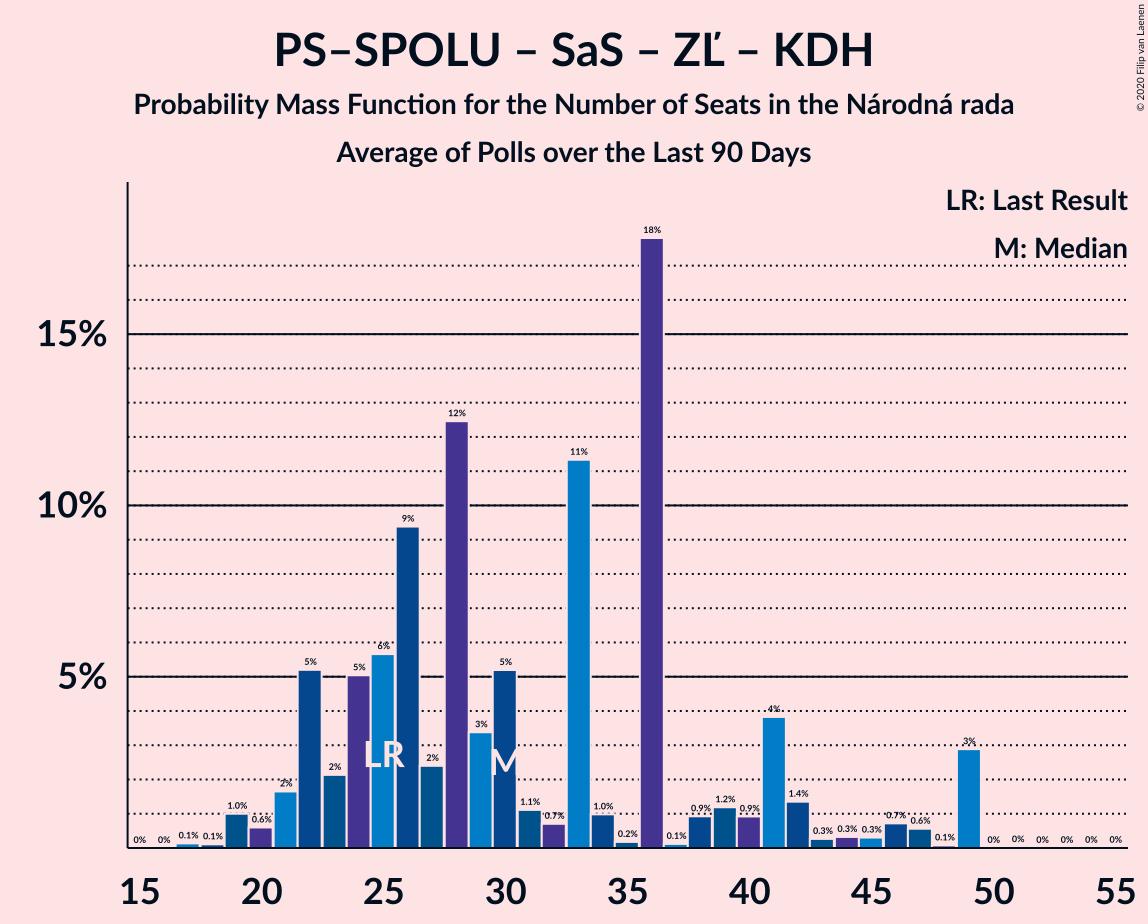 PS–SPOLU – SaS – ZĽ – KDH
Probability Mass Function for the Number of Seats in the Národná rada
Average of Polls over the Last 90 Days
© 2020 Filip van Laenen
LR: Last Result
M: Median
15%
10%
5%
0% 0% 0.1% 0.1% 1.0% 0.6% 2% 5% 2% 5% 6% 9% 2% 12% 3% 5% 1.1% 0.7% 11% 1.0% 0.2% 18% 0.1% 0.9% 1.2% 0.9% 4% 1.4% 0.3% 0.3% 0.3% 0.7% 0.6% 0.1% 3% 0% 0% 0% 0% 0% 0%
LR M
15 20 25 30 35 40 45 50 55